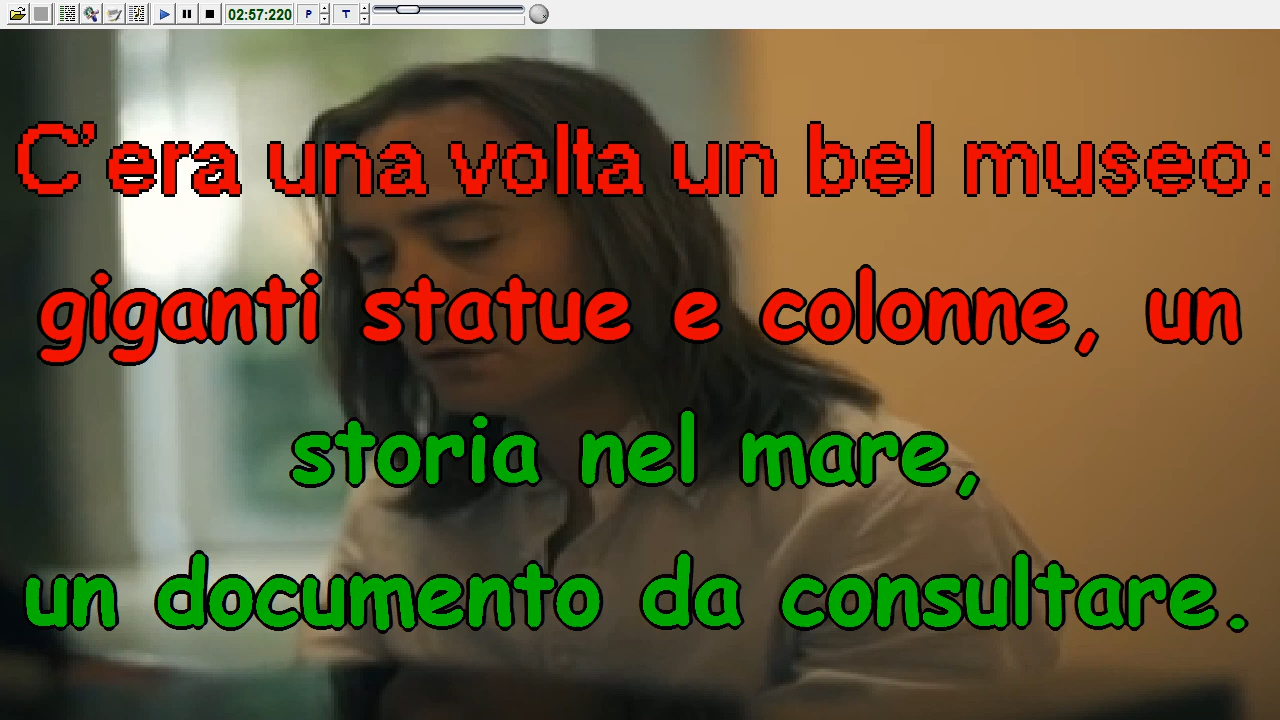 02:57:220 P T
C'era una volta un bel museo:
giganti statue e colonne, un
storia nel mare,
un documento da consultare.